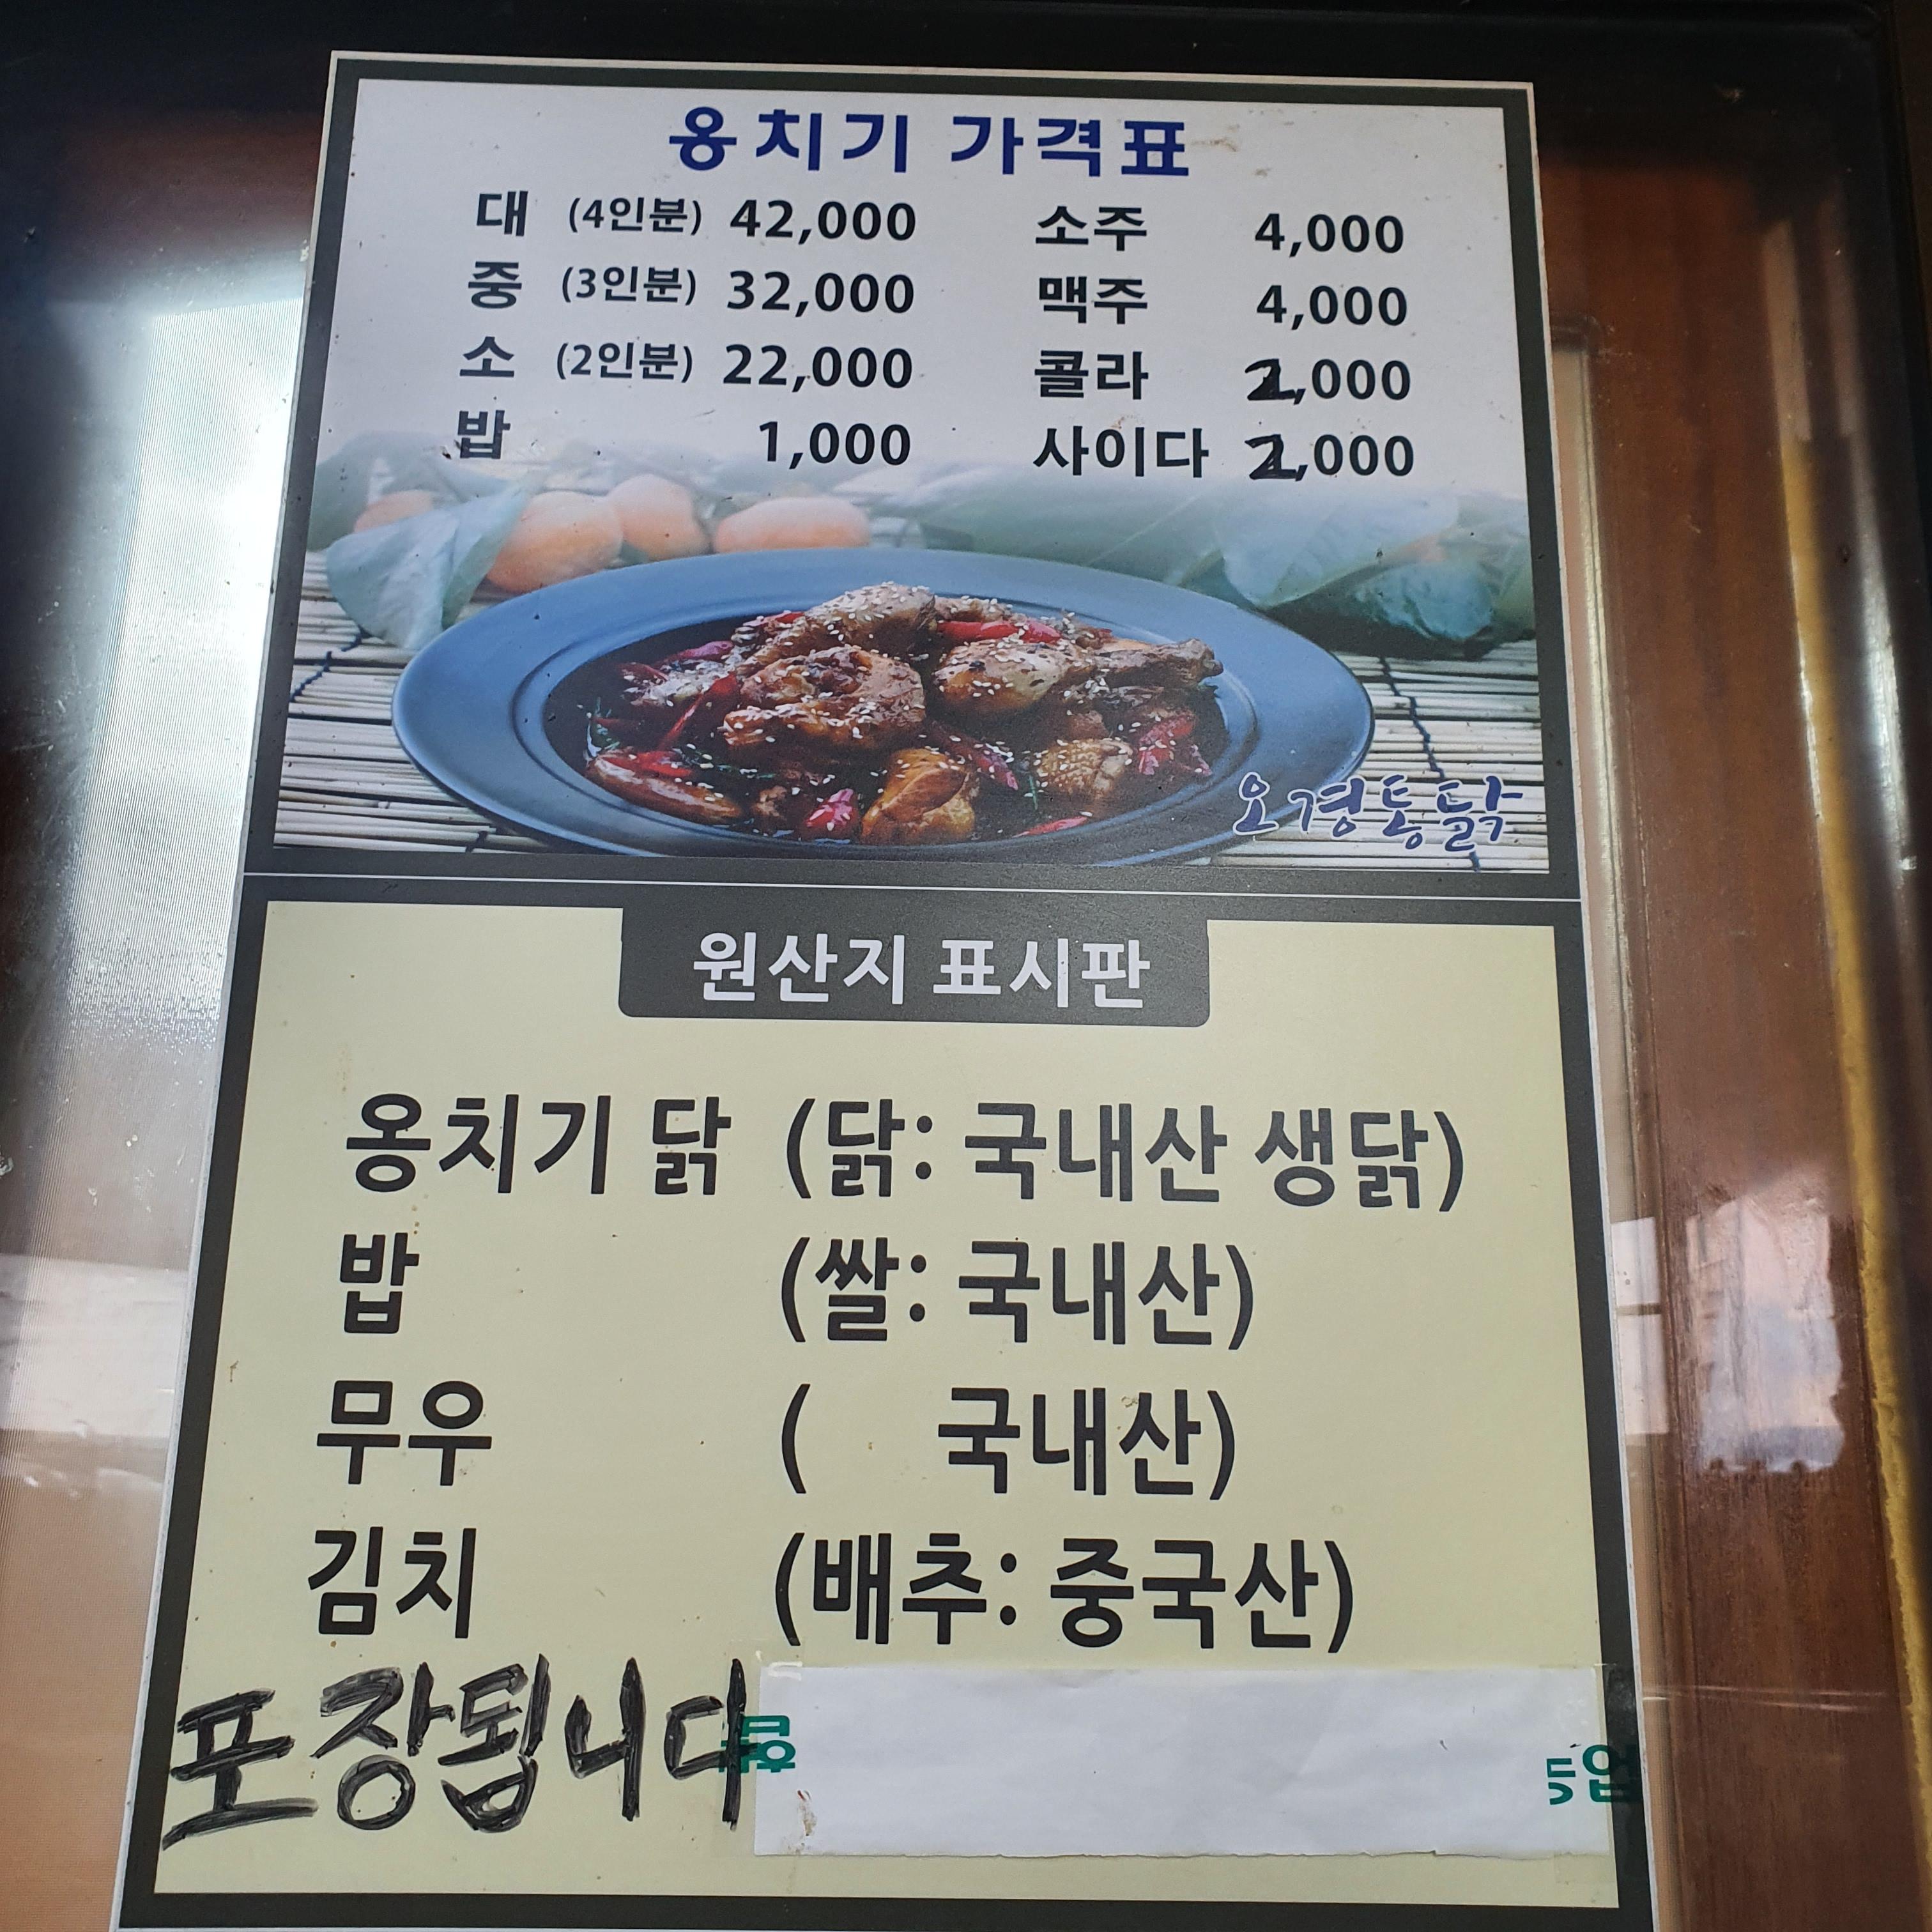 옹치기 가격표
대 (4인분) 42,000
중 (3인분) 32,000
소 (2인분) 22,000
밥 1,000
소주 4,000
맥주 4,000
콜라 2,000
사이다 2,000
오경통닭
원산지 표시판
옹치기 닭 (닭: 국내산 생닭)
밥 (쌀: 국내산)
무우 ( 국내산)
김치 (배추: 중국산)
포장됩니다